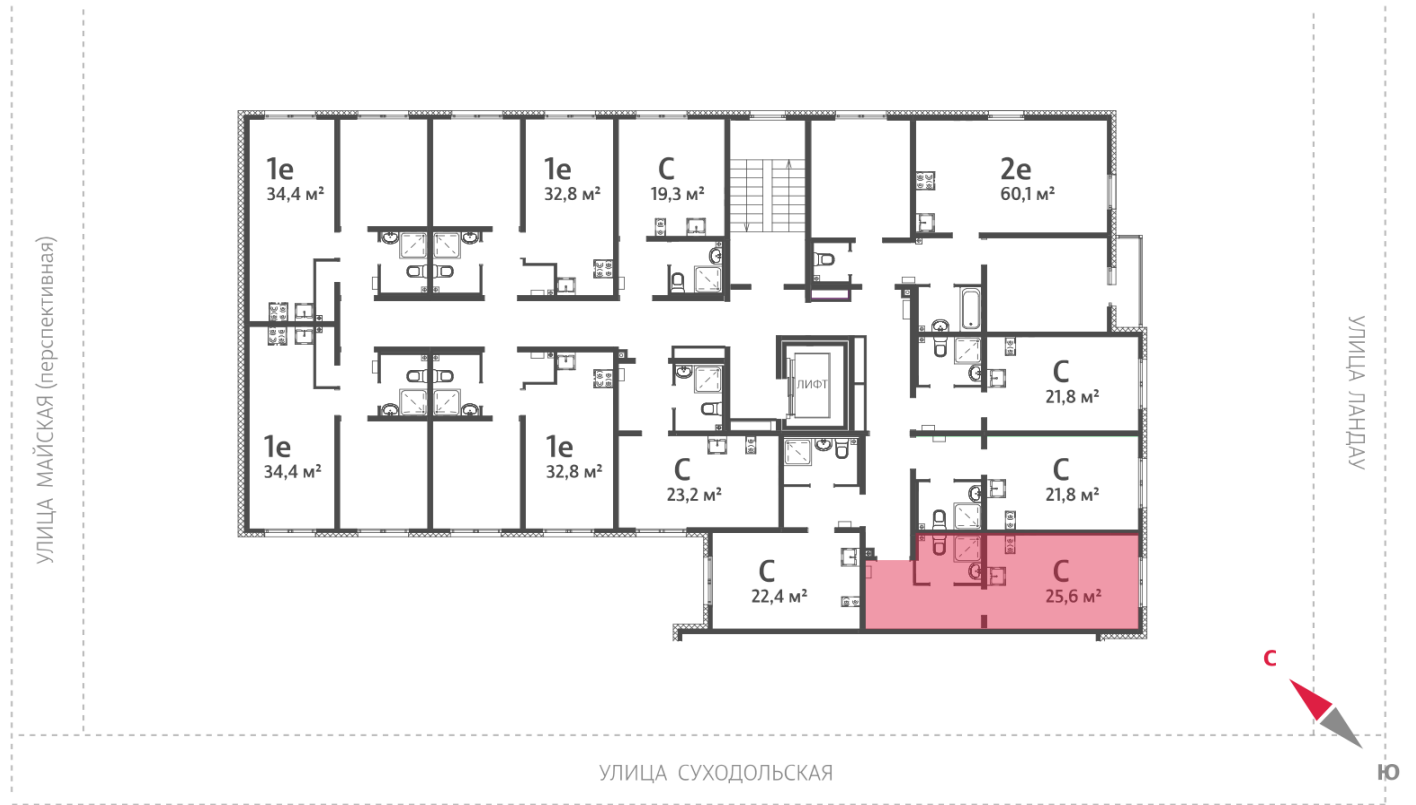 1е
34,4 м²
1е
32,8 м²
С
19,3 м²
2е
60,1 м²
УЛИЦА МАЙСКАЯ (перспективная)
УЛИЦА ЛАНДАУ
ЛИФТ
С
21,8 м²
1е
34,4 м²
1е
32,8 м²
С
23,2 м²
С
21,8 м²
С
22,4 м²
С
25,6 м²
С
Ю
УЛИЦА СУХОДОЛЬСКАЯ